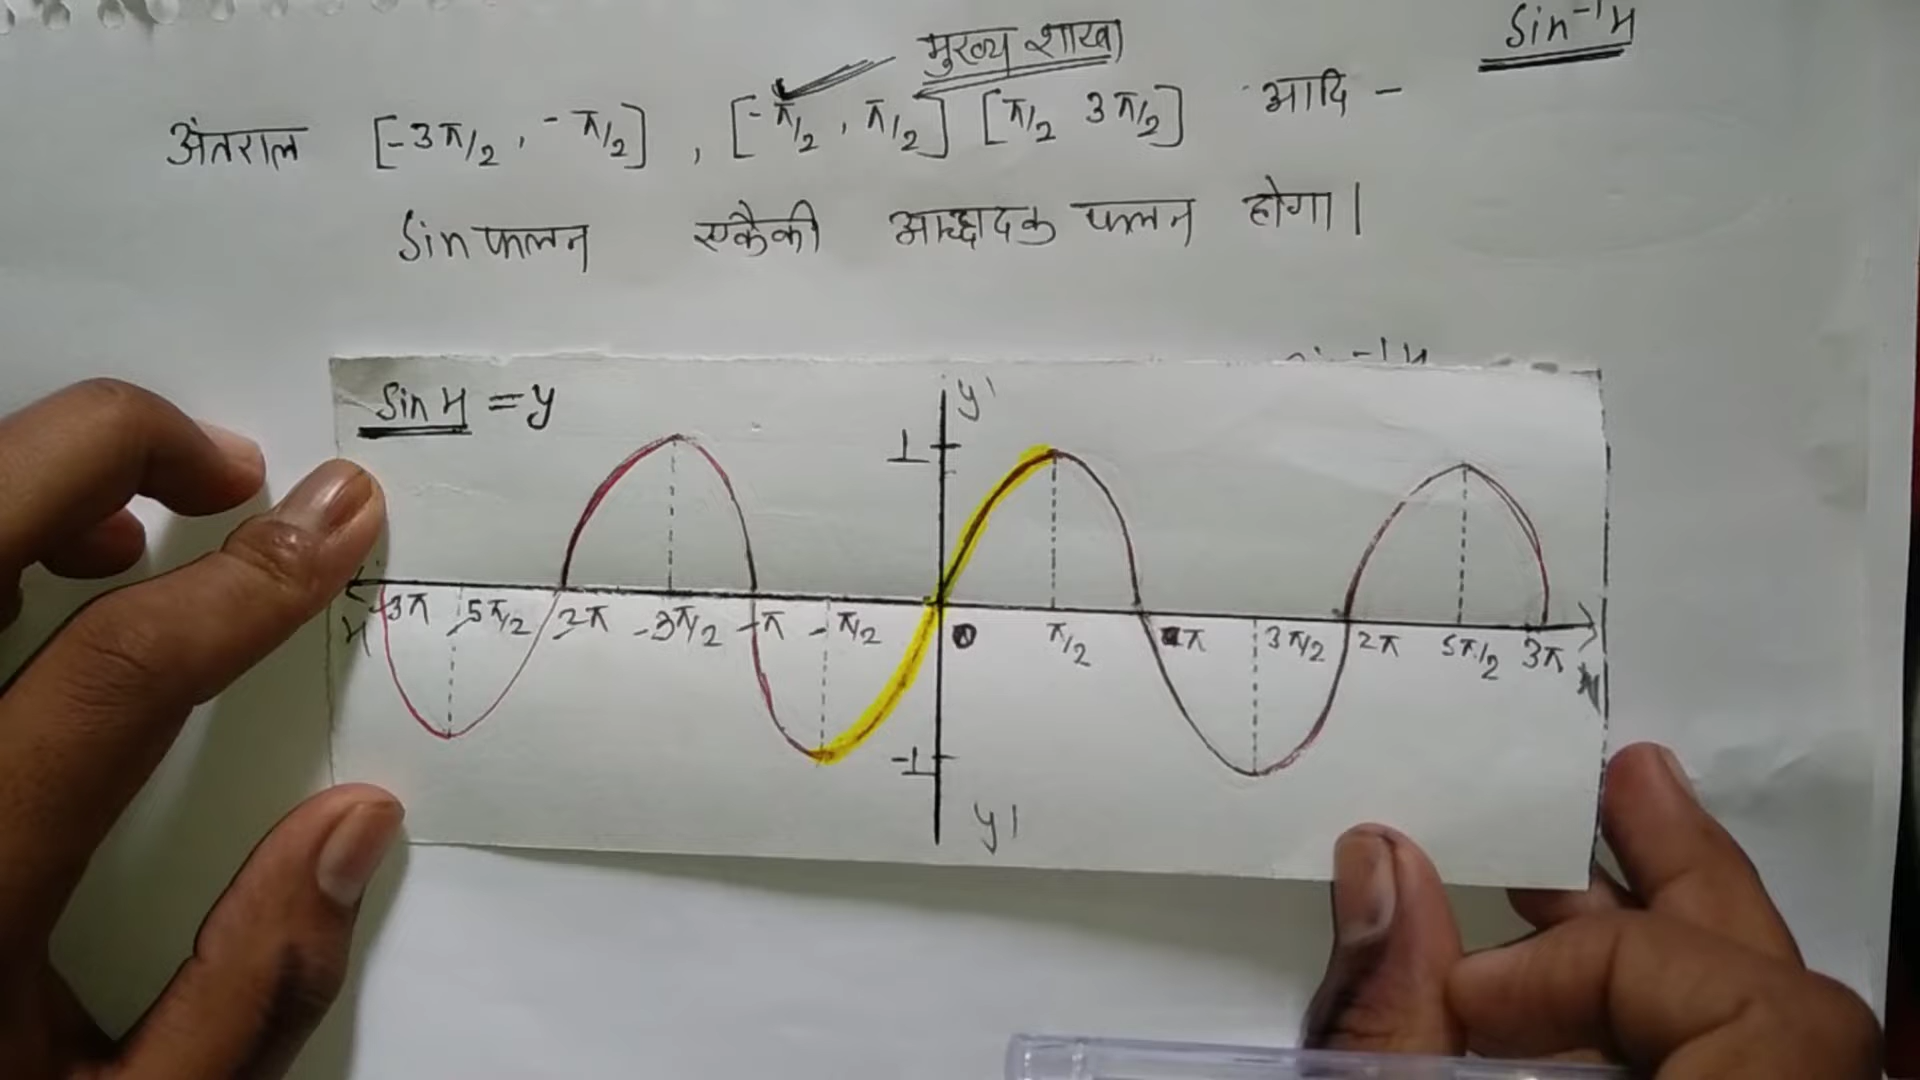 मुख्य शाखा
Sin⁻¹x
अंतराल [-3π/2 , -π/2] , [-π/2 , π/2] [π/2 3π/2] आदि -
Sin फलन एकैकी आच्छादक फलन होगा।
Sin x = y
y'
1
-3π -5π/2 -2π -3π/2 -π -π/2 0 π/2 π 3π/2 2π 5π/2 3π
-1
y'